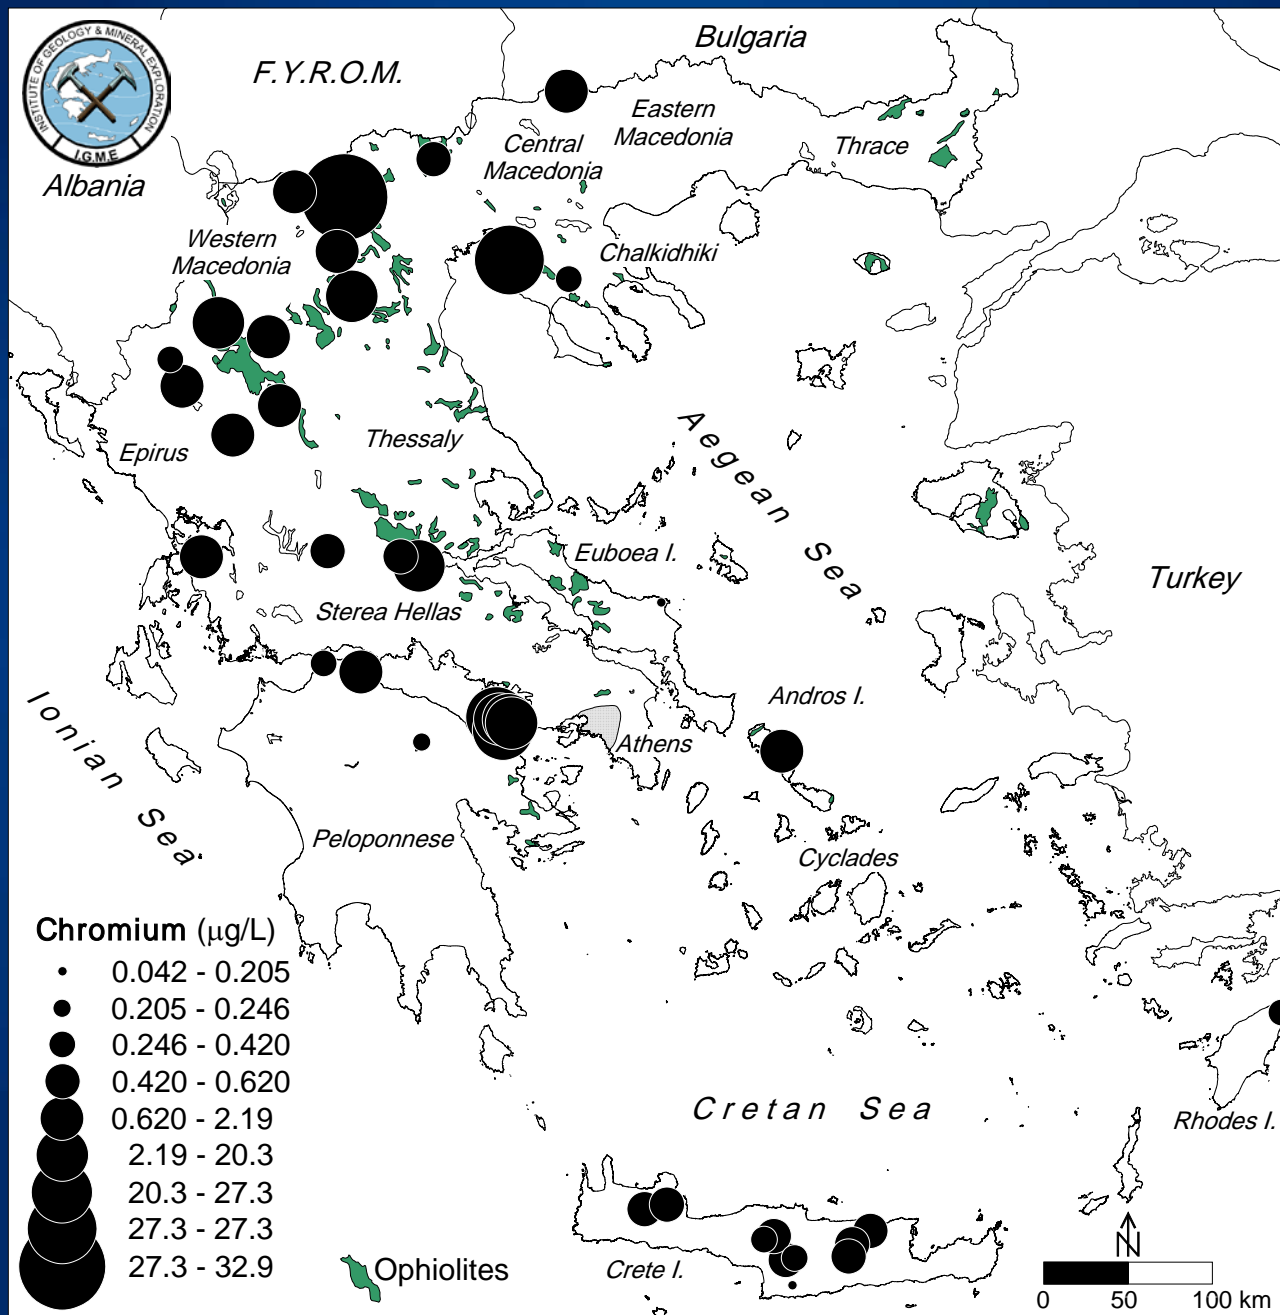 INSTITUTE OF GEOLOGY & MINERAL EXPLORATION
I.G.M.E
F.Y.R.O.M.
Bulgaria
Eastern
Macedonia
Central
Macedonia
Thrace
Albania
Western
Macedonia
Chalkidhiki
Aegean Sea
Epirus
Thessaly
Euboea I.
Turkey
Sterea Hellas
Ionian Sea
Andros I.
Athens
Peloponnese
Cyclades
Chromium (μg/L)
0.042 - 0.205
0.205 - 0.246
0.246 - 0.420
0.420 - 0.620
0.620 - 2.19
2.19 - 20.3
20.3 - 27.3
27.3 - 27.3
27.3 - 32.9
Cretan Sea
Rhodes I.
Ophiolites
Crete I.
N
0 50 100 km